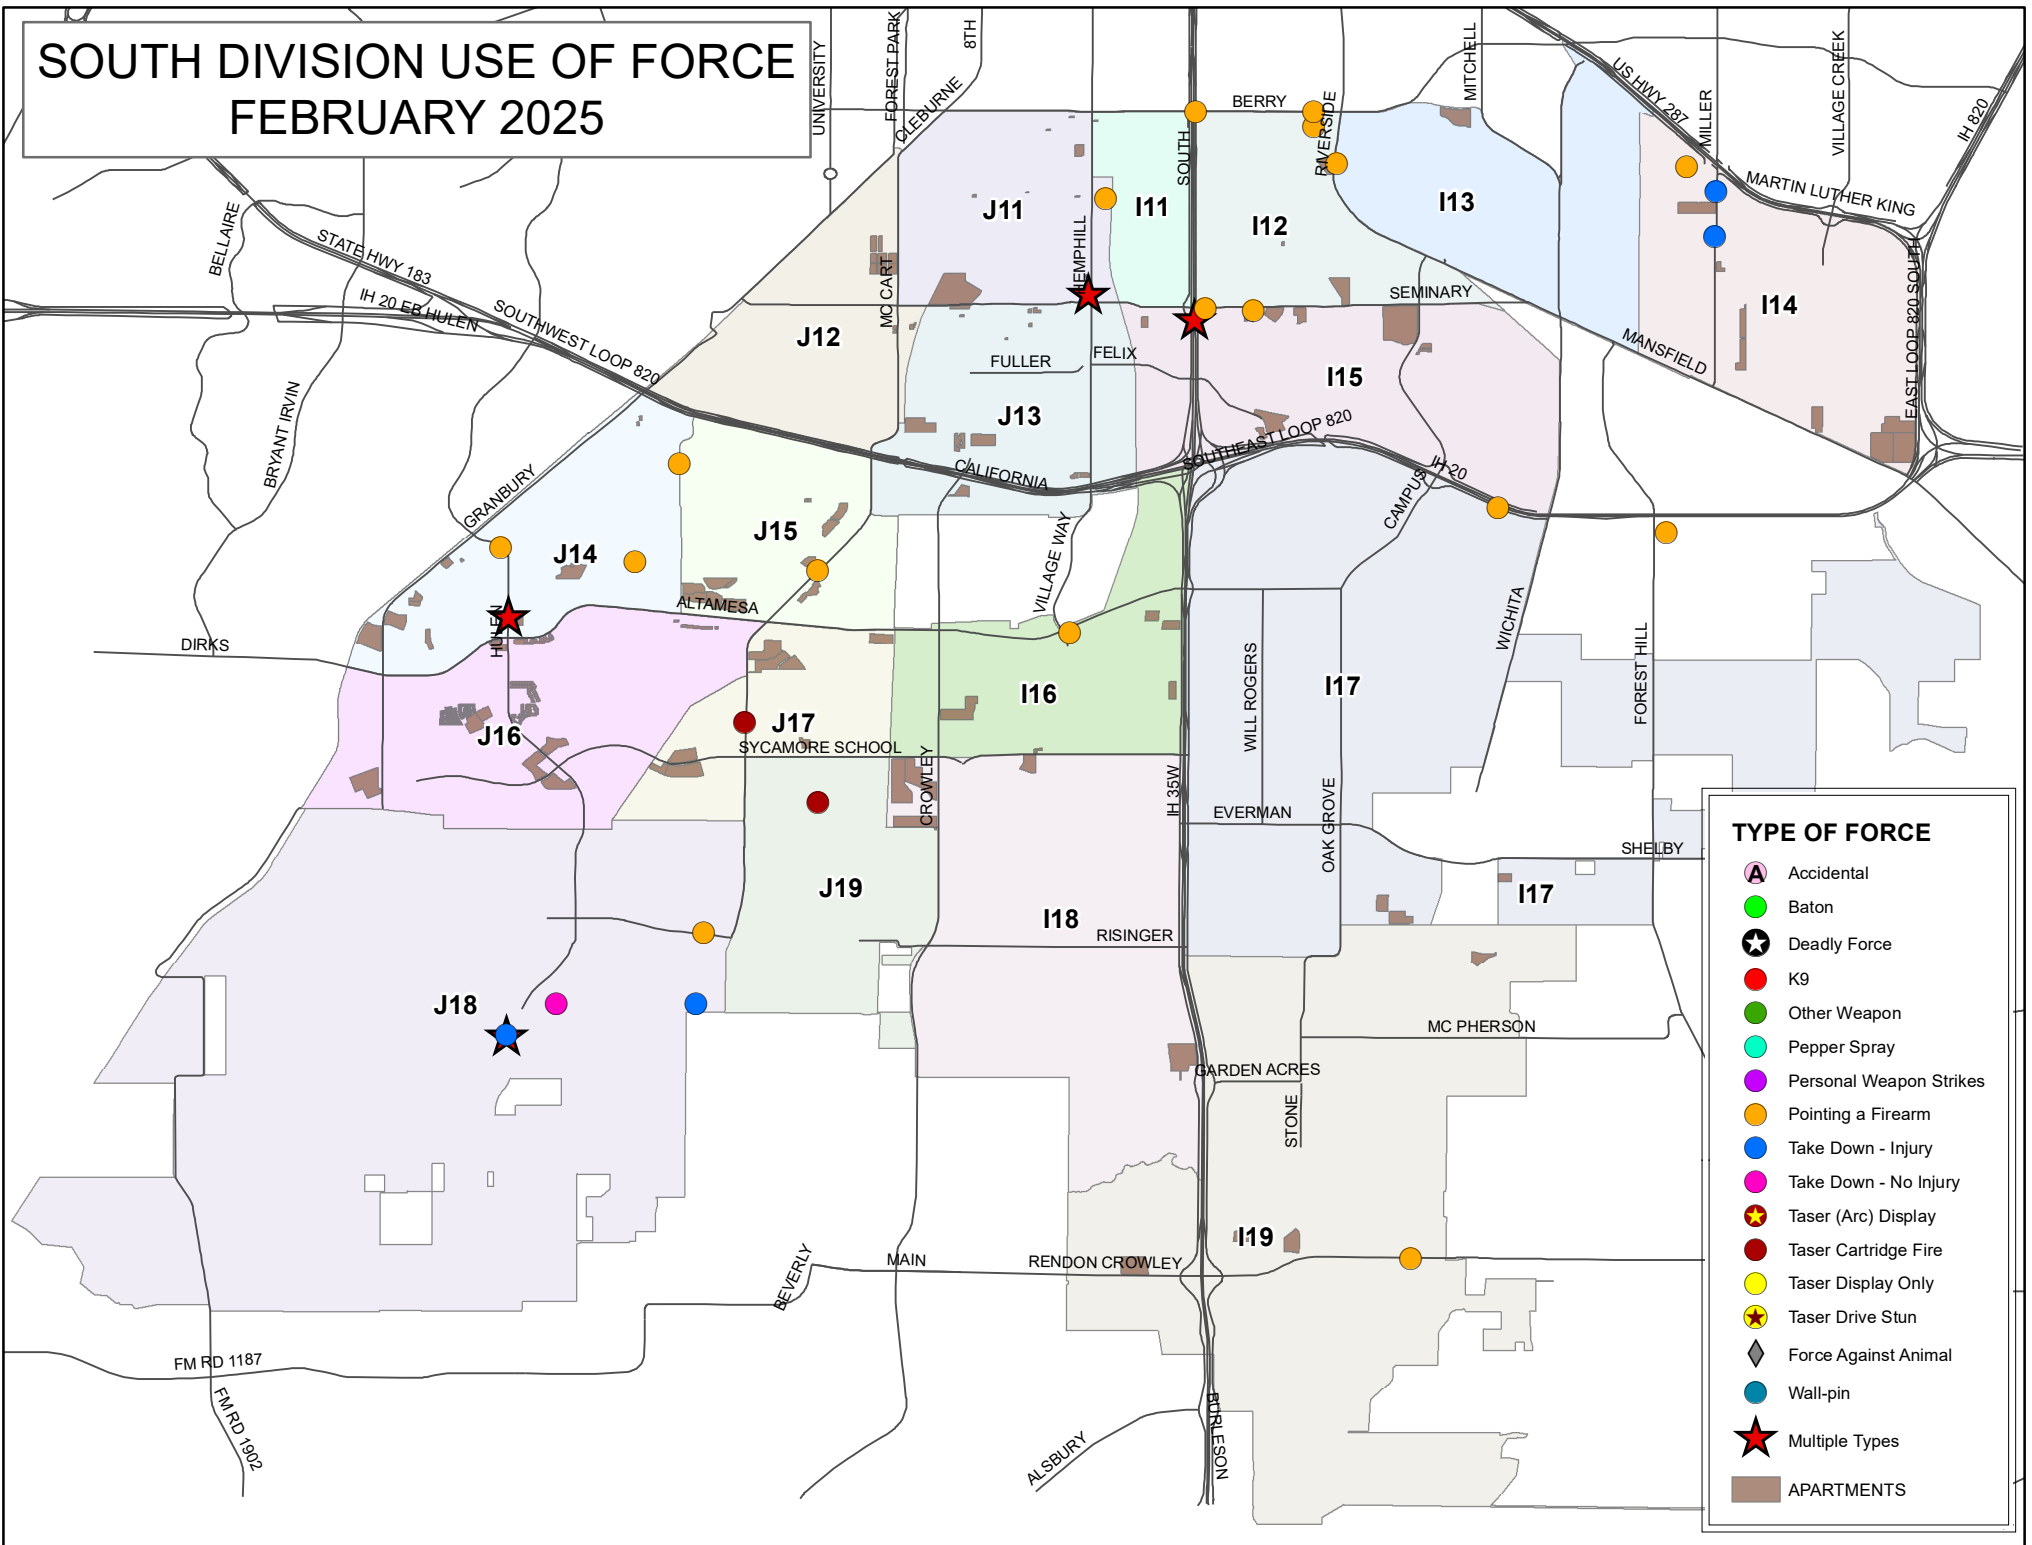 SOUTH DIVISION USE OF FORCE
FEBRUARY 2025
UNIVERSITY
FOREST PARK
8TH
CLEBURNE
BERRY
RIVERSIDE
MITCHELL
US HWY 287
MILLER
VILLAGE CREEK
IH 820
MARTIN LUTHER KING
SOUTH
BELLAIRE
STATE HWY 183
IH 20 EB HULEN
SOUTHWEST LOOP 820
MC CART
HEMPHILL
J11
I11
I12
I13
I14
EAST LOOP 820 SOUTH
SEMINARY
MANSFIELD
J12
FULLER
FELIX
I15
J13
BRYANT IRVIN
GRANBURY
CALIFORNIA
SOUTHEAST LOOP 820
IH 20
CAMPUS
J14
J15
VILLAGE WAY
ALTAMESA
HULEN
DIRKS
WICHITA
FOREST HILL
WILL ROGERS
I16
I17
J16
J17
SYCAMORE SCHOOL
CROWLEY
IH 35W
EVERMAN
OAK GROVE
SHELBY
J19
I17
I18
RISINGER
J18
MC PHERSON
GARDEN ACRES
STONE
I19
BEVERLY
MAIN
RENDON CROWLEY
FM RD 1187
FM RD 1902
ALSBURY
BURLESON
TYPE OF FORCE
A Accidental
Baton
Deadly Force
K9
Other Weapon
Pepper Spray
Personal Weapon Strikes
Pointing a Firearm
Take Down - Injury
Take Down - No Injury
Taser (Arc) Display
Taser Cartridge Fire
Taser Display Only
Taser Drive Stun
Force Against Animal
Wall-pin
Multiple Types
APARTMENTS